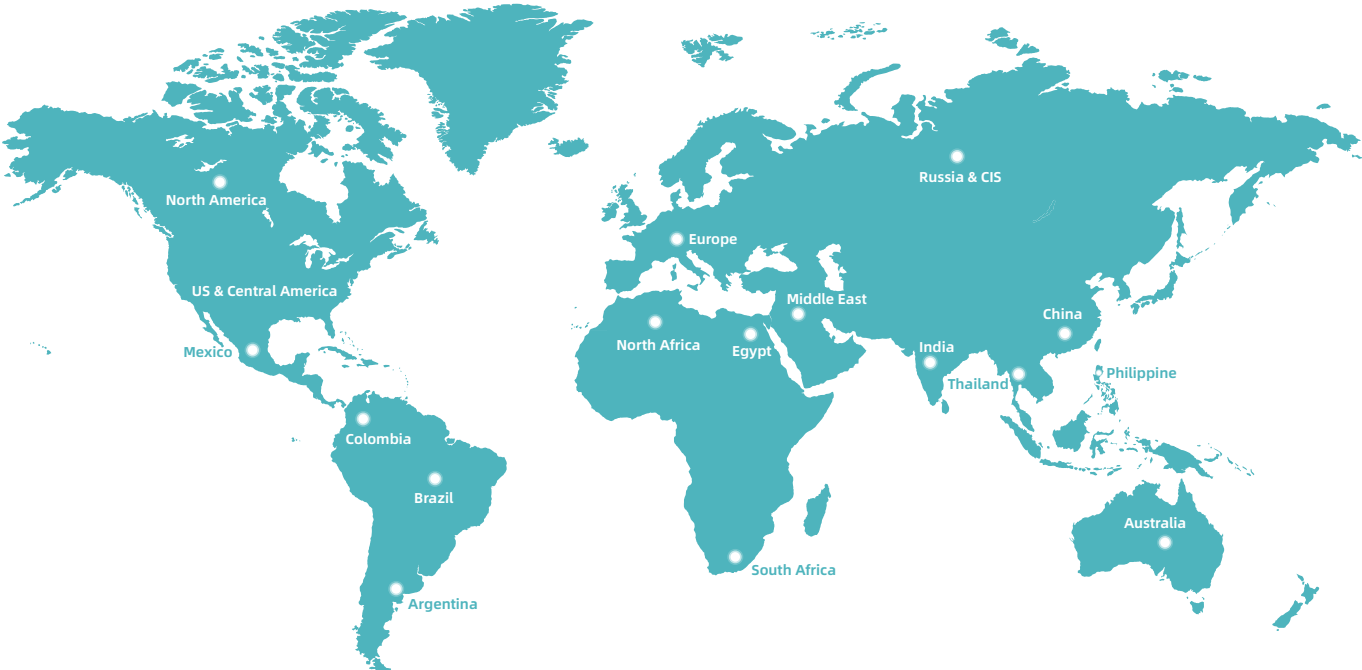 Russia & CIS
North America
Europe
US & Central America
Middle East
China
North Africa
Egypt
India
Mexico
Philippine
Thailand
Colombia
Brazil
Australia
South Africa
Argentina